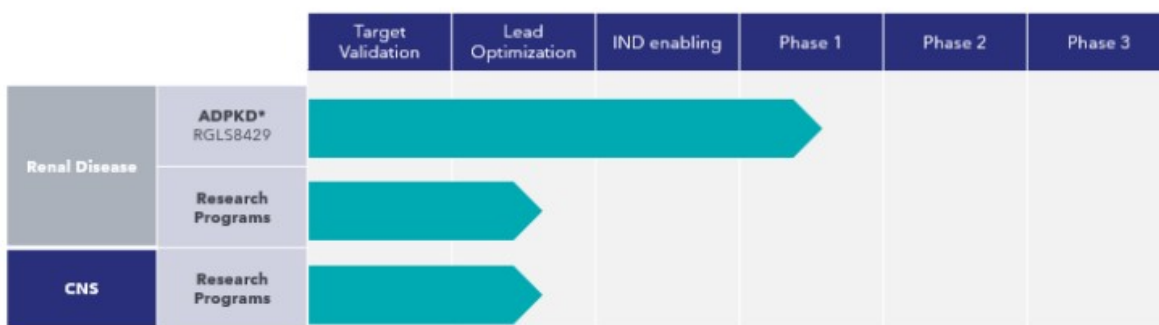 Target
Validation
Lead
Optimization
IND enabling
Phase 1
Phase 2
Phase 3
Renal Disease
ADPKD*
RGLS8429
Research
Programs
CNS
Research
Programs